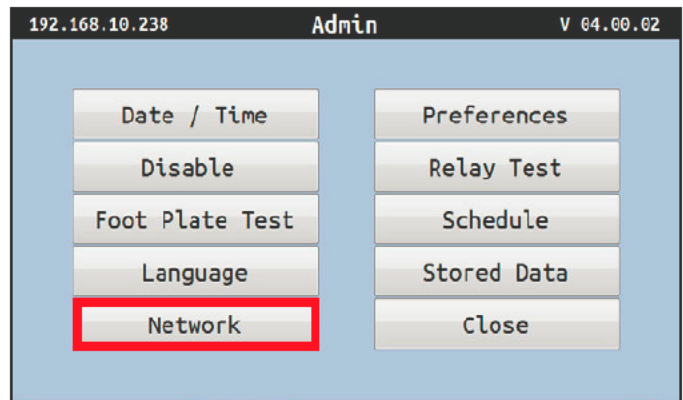 192.168.10.238 Admin V 04.00.02
Date / Time Preferences
Disable Relay Test
Foot Plate Test Schedule
Language Stored Data
Network Close